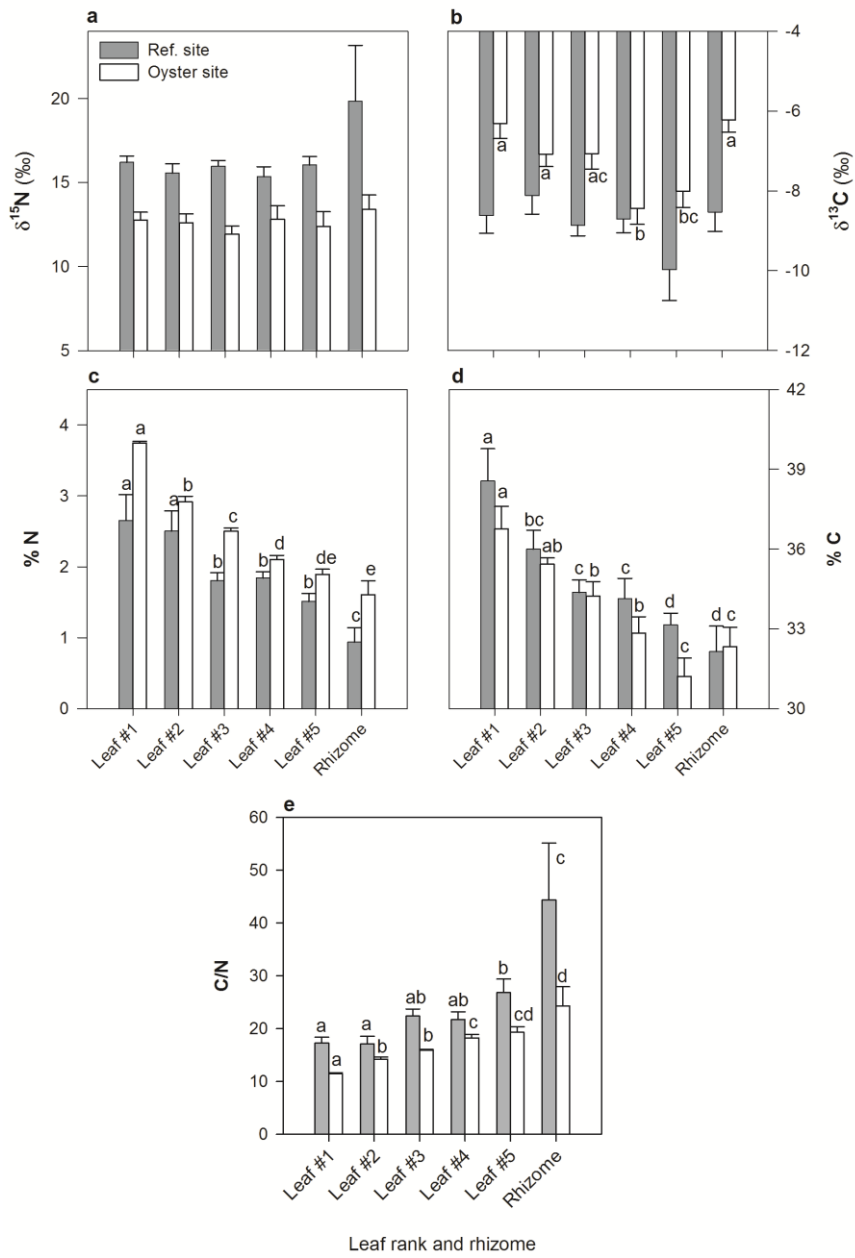 a
b
Ref. site
Oyster site
20
15
10
5
δ15N (‰)
-4
-6
-8
-10
-12
δ13C (‰)
a
a
ac
b
bc
a
c
d
4
3
2
1
0
% N
a
a
a
b
b
c
b
d
b
de
c
e
42
39
36
33
30
% C
a
a
bc
ab
c
b
c
b
d
c
d
c
Leaf #1
Leaf #2
Leaf #3
Leaf #4
Leaf #5
Rhizome
Leaf #1
Leaf #2
Leaf #3
Leaf #4
Leaf #5
Rhizome
e
60
50
40
30
20
10
0
C/N
a
a
a
b
ab
b
ab
c
b
cd
c
d
Leaf #1
Leaf #2
Leaf #3
Leaf #4
Leaf #5
Rhizome
Leaf rank and rhizome